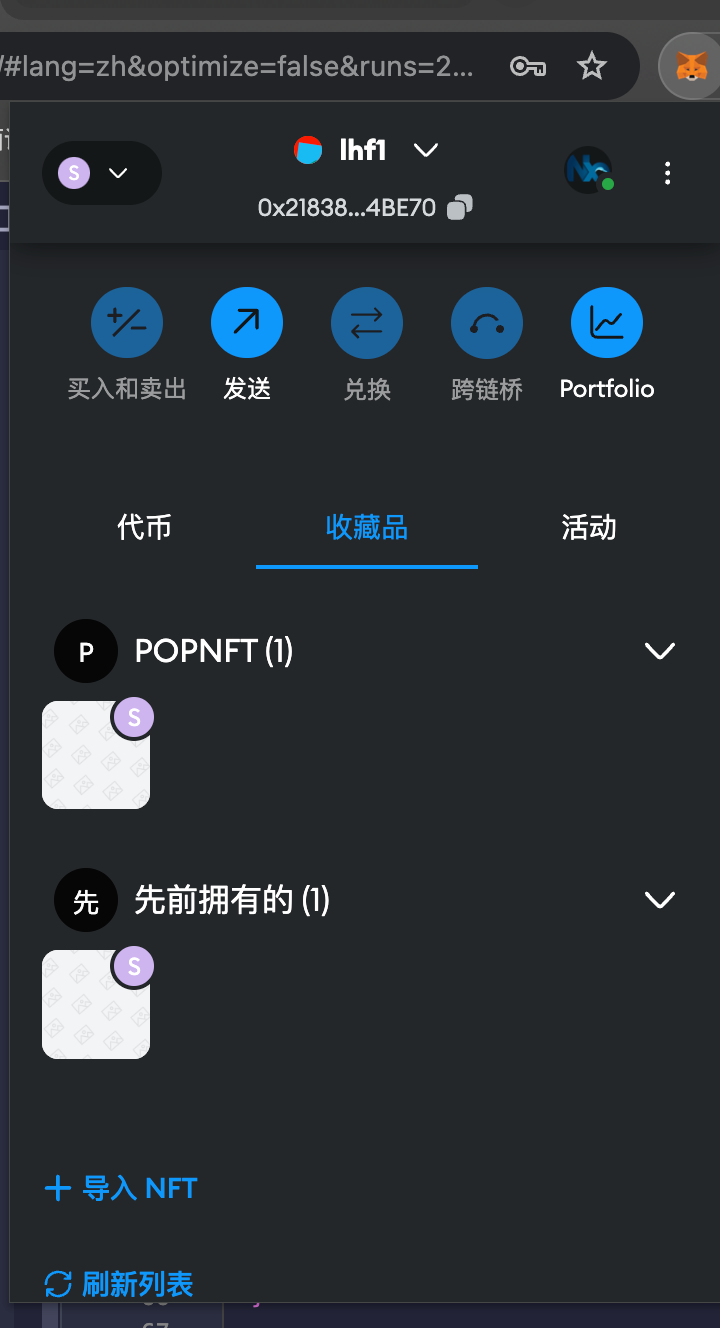 /#lang=zh&optimize=false&runs=2...
S
lhf1
0x21838...4BE70
买入和卖出
发送
兑换
跨链桥
Portfolio
代币
收藏品
活动
P
POPNFT (1)
S
先
先前拥有的 (1)
S
导入 NFT
刷新列表